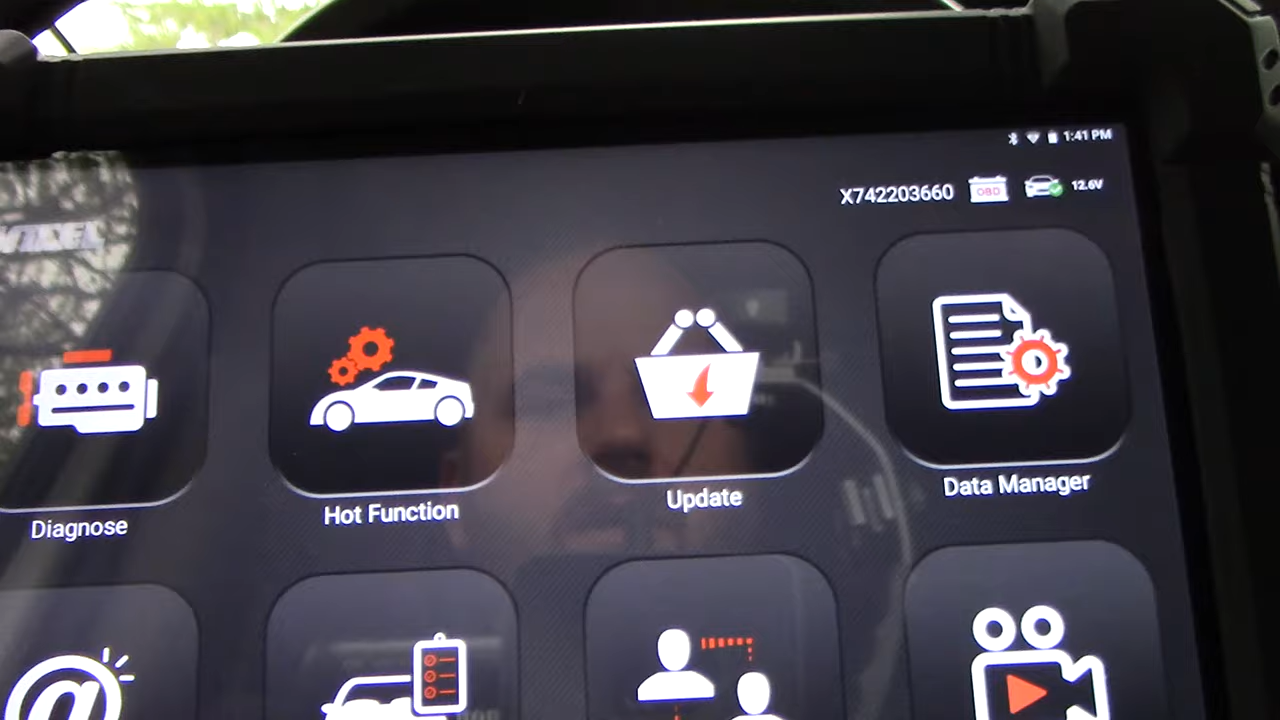 1:41 PM
X742203660
OBD
12.6V
Diagnose
Hot Function
Update
Data Manager
@